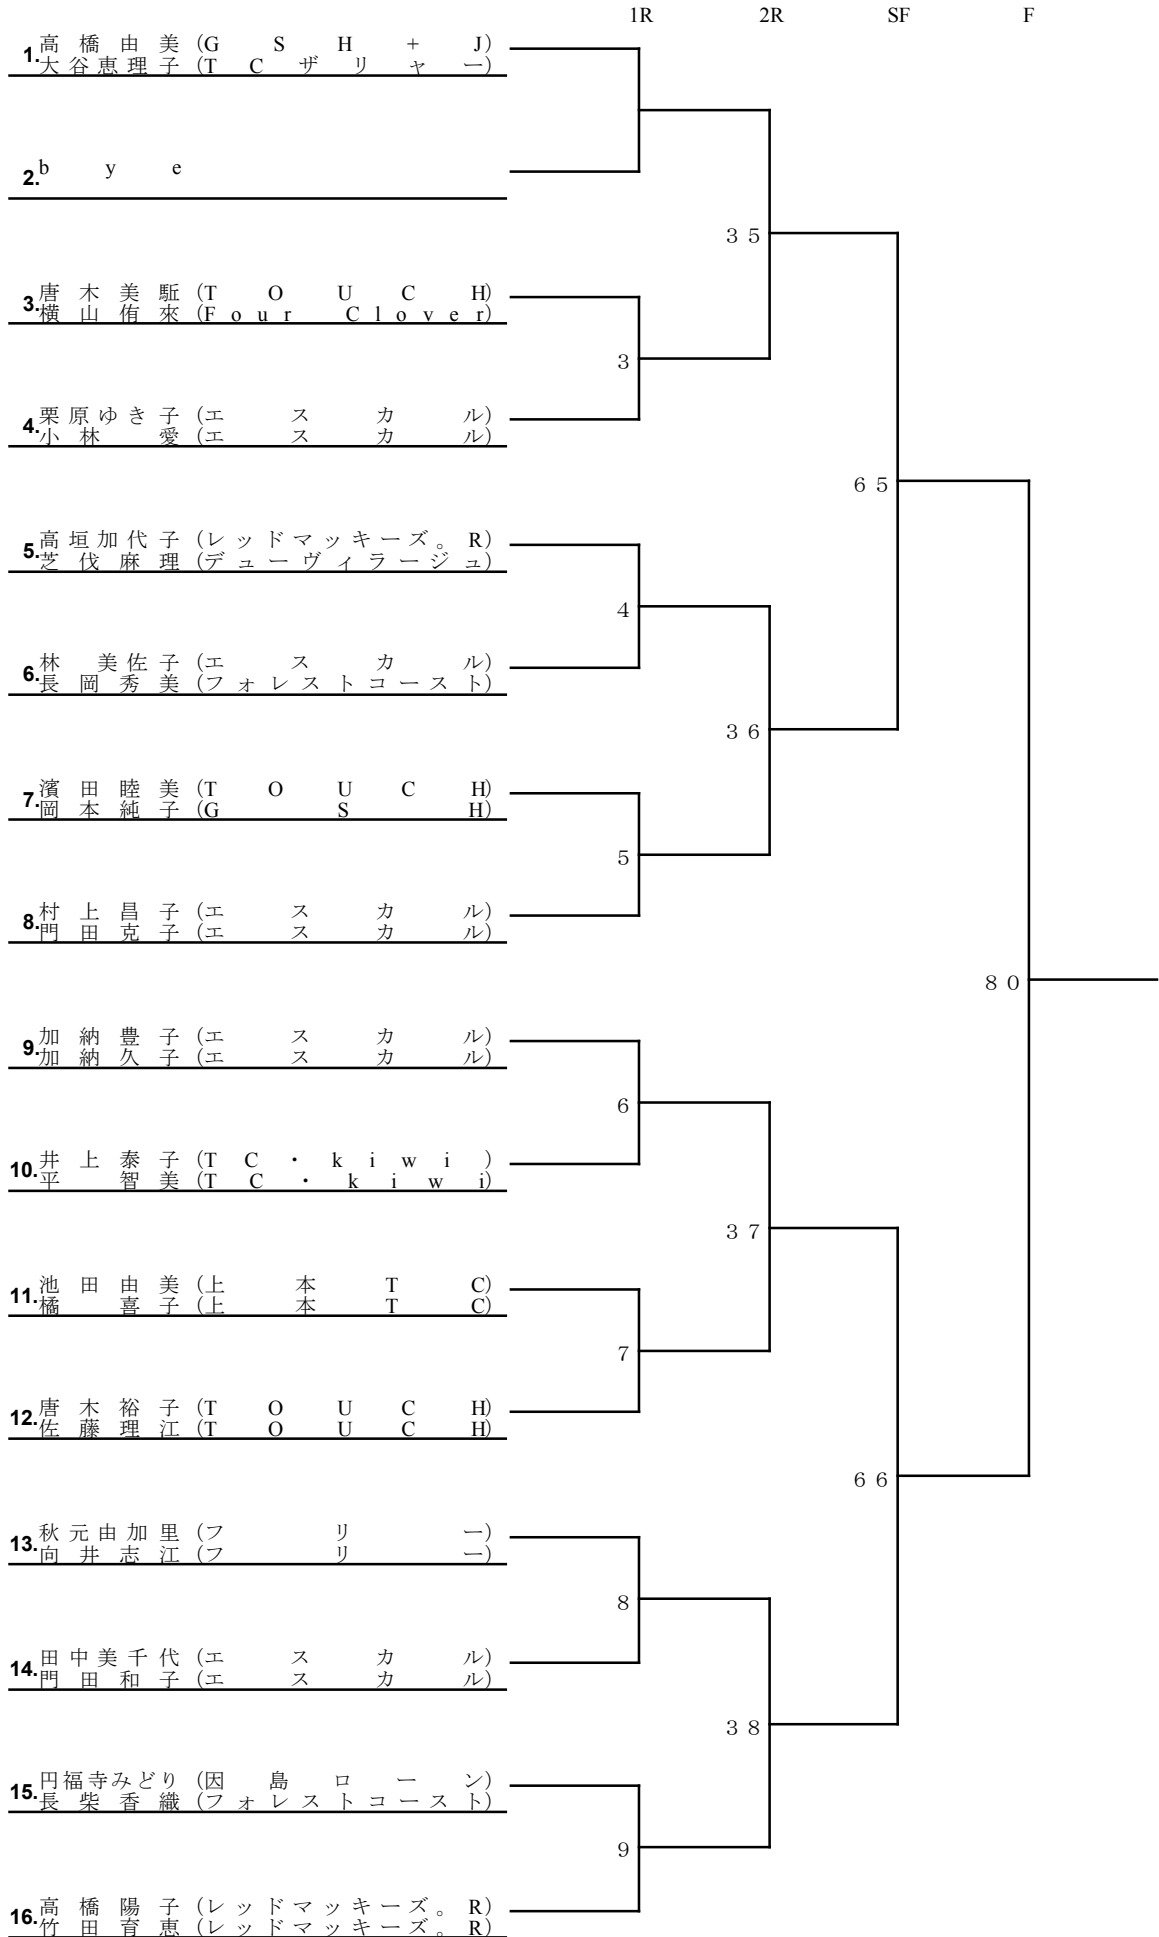 1R 2R SF F
1. 高橋由美 (GSH+J)
大谷恵理子 (TCザリャー)
2. bye
35
3. 唐木美駈 (TOUCH)
横山侑來 (Four Clover)
3
4. 栗原ゆき子 (エスカル)
小林 愛 (エスカル)
65
5. 高垣加代子 (レッドマッキーズ。R)
芝伐麻理 (デューヴィラージュ)
4
6. 林 美佐子 (エスカル)
長岡秀美 (フォレストコースト)
36
7. 濱田睦美 (TOUCH)
岡本純子 (GSH)
5
8. 村上昌子 (エスカル)
門田克子 (エスカル)
80
9. 加納豊子 (エスカル)
加納久子 (エスカル)
6
10. 井上泰子 (TC・kiwi)
平 智美 (TC・kiwi)
37
11. 池田由美 (上本TC)
橘 喜子 (上本TC)
7
12. 唐木裕子 (TOUCH)
佐藤理江 (TOUCH)
66
13. 秋元由加里 (フリー)
向井志江 (フリー)
8
14. 田中美千代 (エスカル)
門田和子 (エスカル)
38
15. 円福寺みどり (因島ローン)
長柴香織 (フォレストコースト)
9
16. 高橋陽子 (レッドマッキーズ。R)
竹田育恵 (レッドマッキーズ。R)